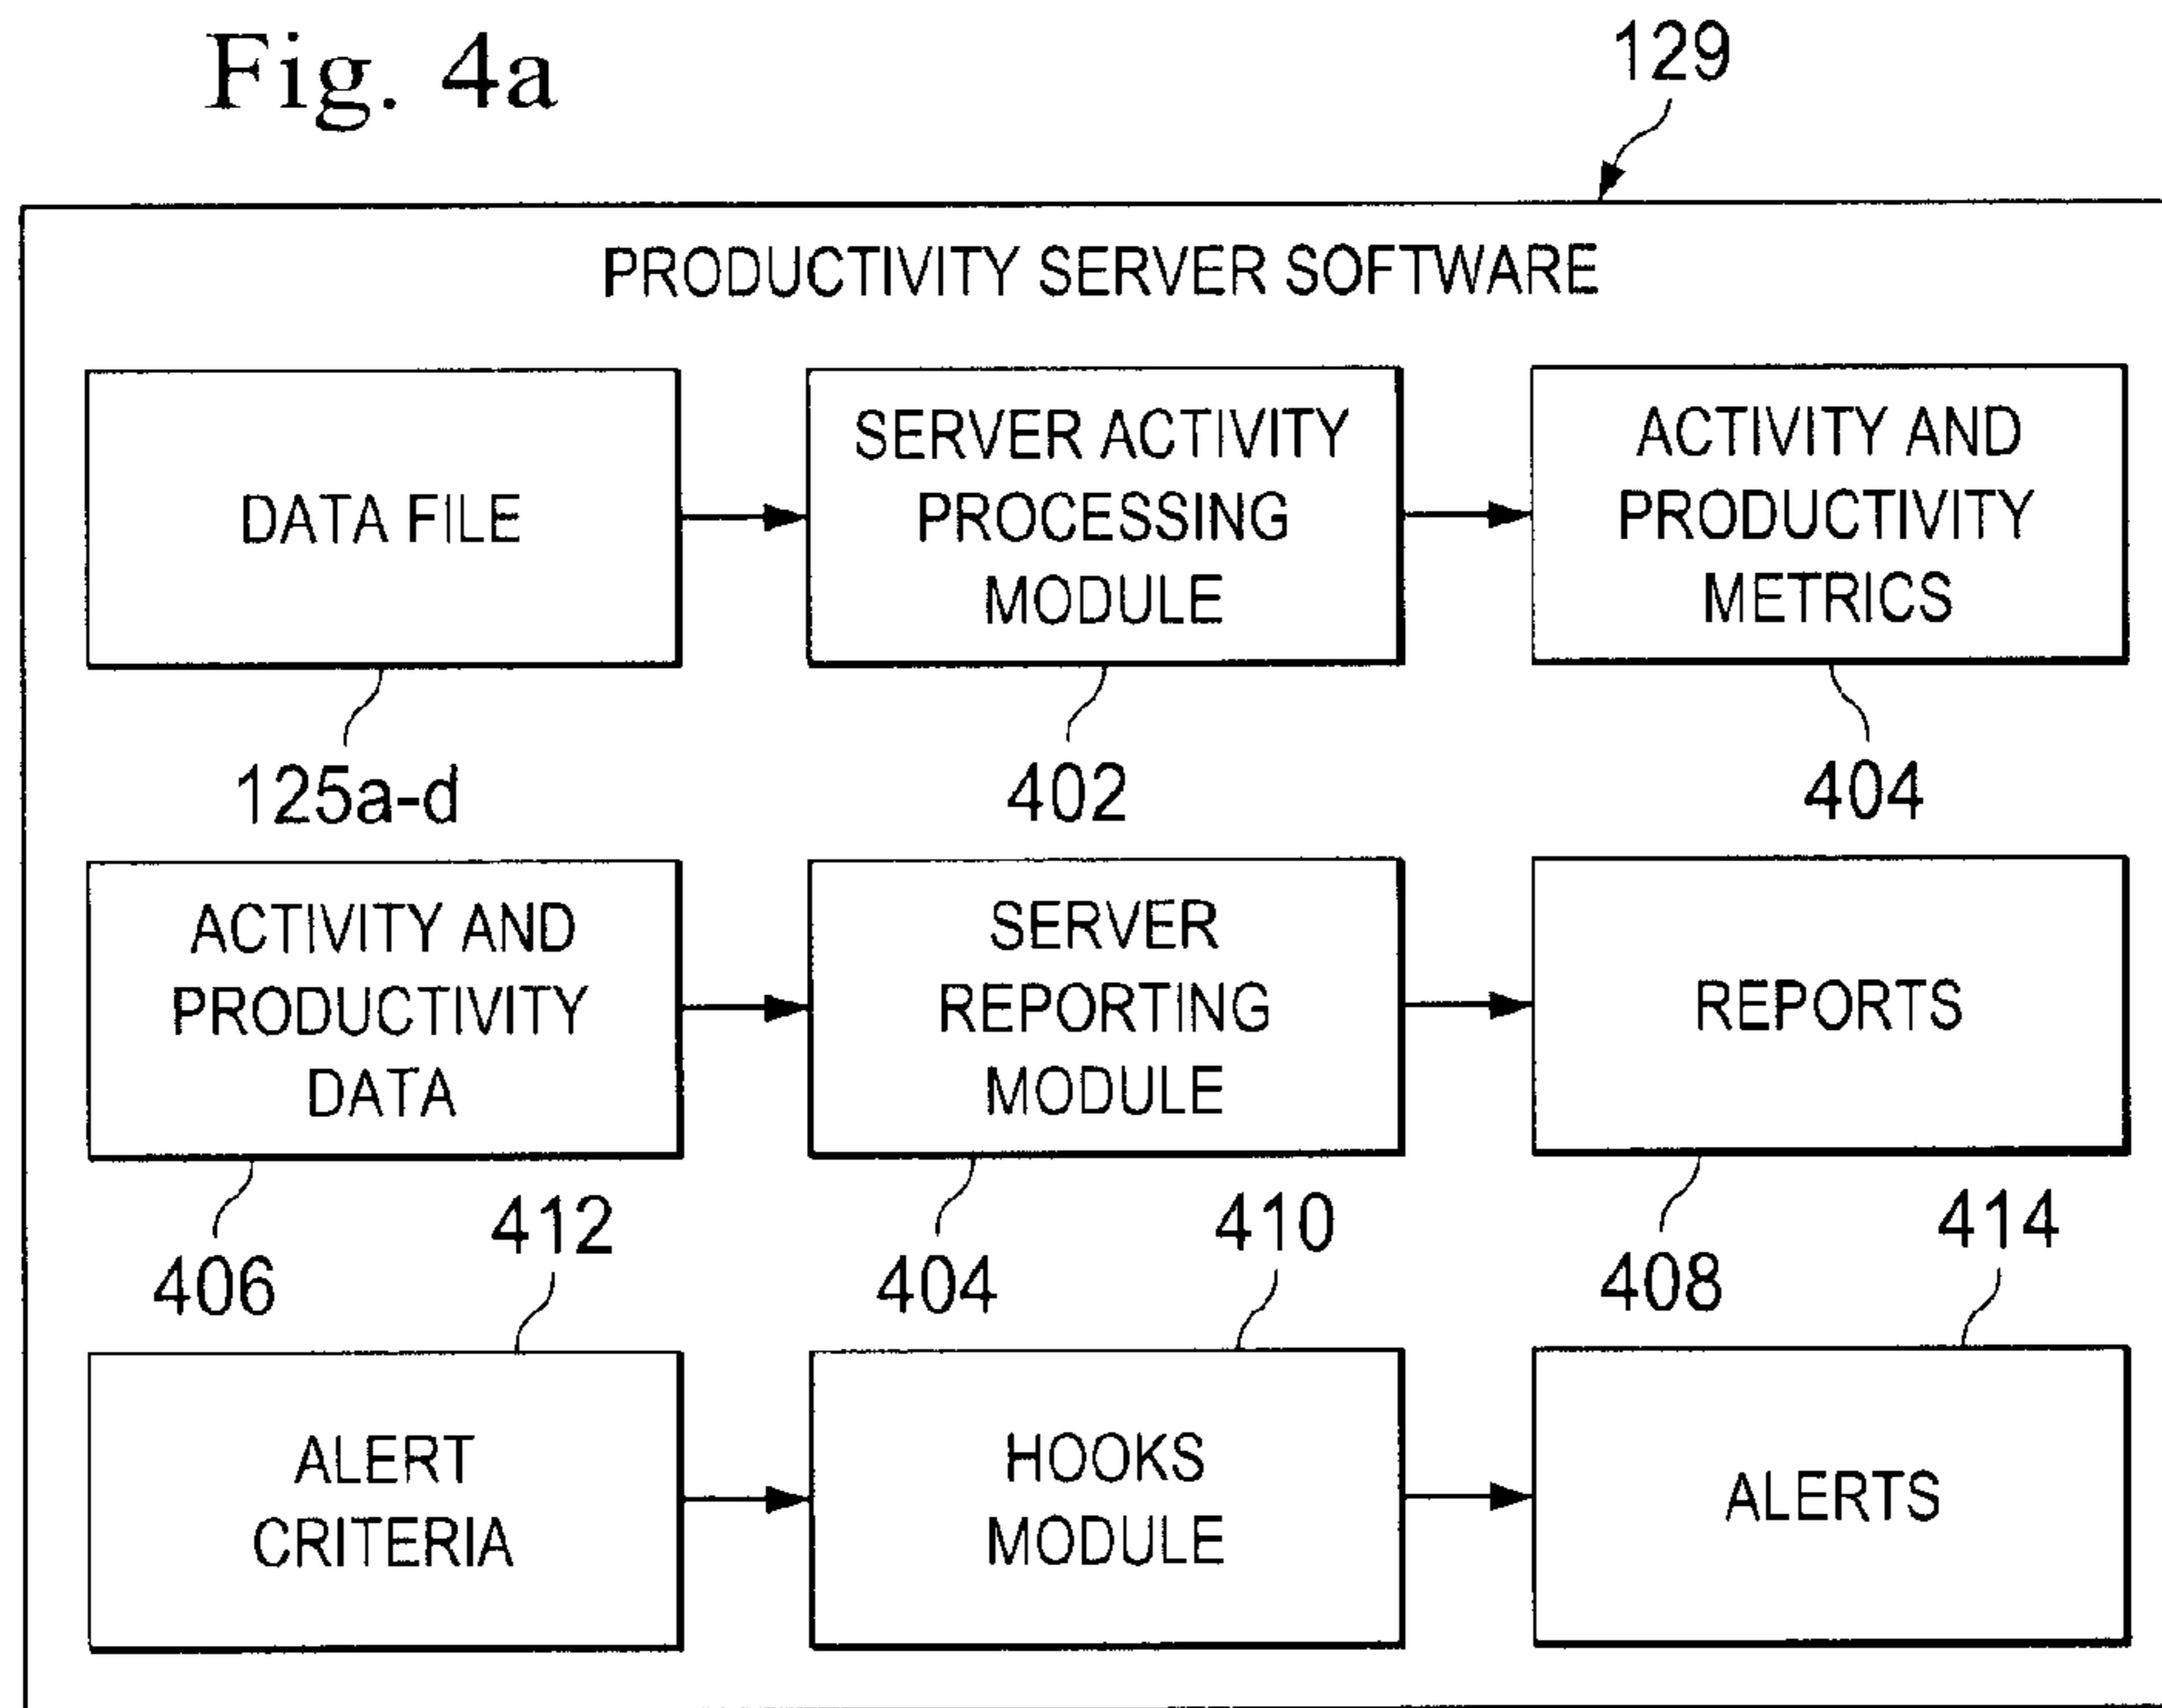 Fig. 4a
129
PRODUCTIVITY SERVER SOFTWARE
DATA FILE
SERVER ACTIVITY
PROCESSING
MODULE
ACTIVITY AND
PRODUCTIVITY
METRICS
125a-d
402
404
ACTIVITY AND
PRODUCTIVITY
DATA
SERVER
REPORTING
MODULE
REPORTS
406
412
404
410
408
414
ALERT
CRITERIA
HOOKS
MODULE
ALERTS